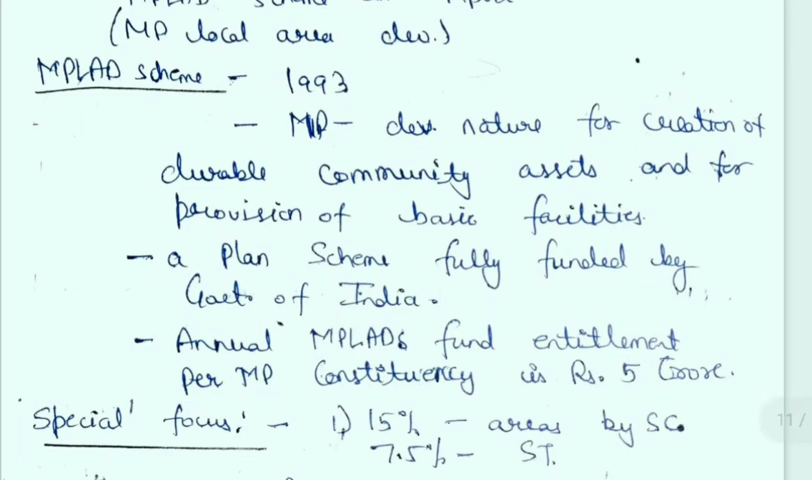 (MP local area dev.)
MPLAD scheme - 1993
- MP - dev. nature for creation of
durable community assets and for
provision of basic facilities.
- a Plan Scheme fully funded by
Govt. of India.
- Annual MPLADS fund entitlement
per MP Constituency is Rs. 5 Crore.
Special focus: - 1) 15% - areas by SC.
7.5% - ST.
11 /